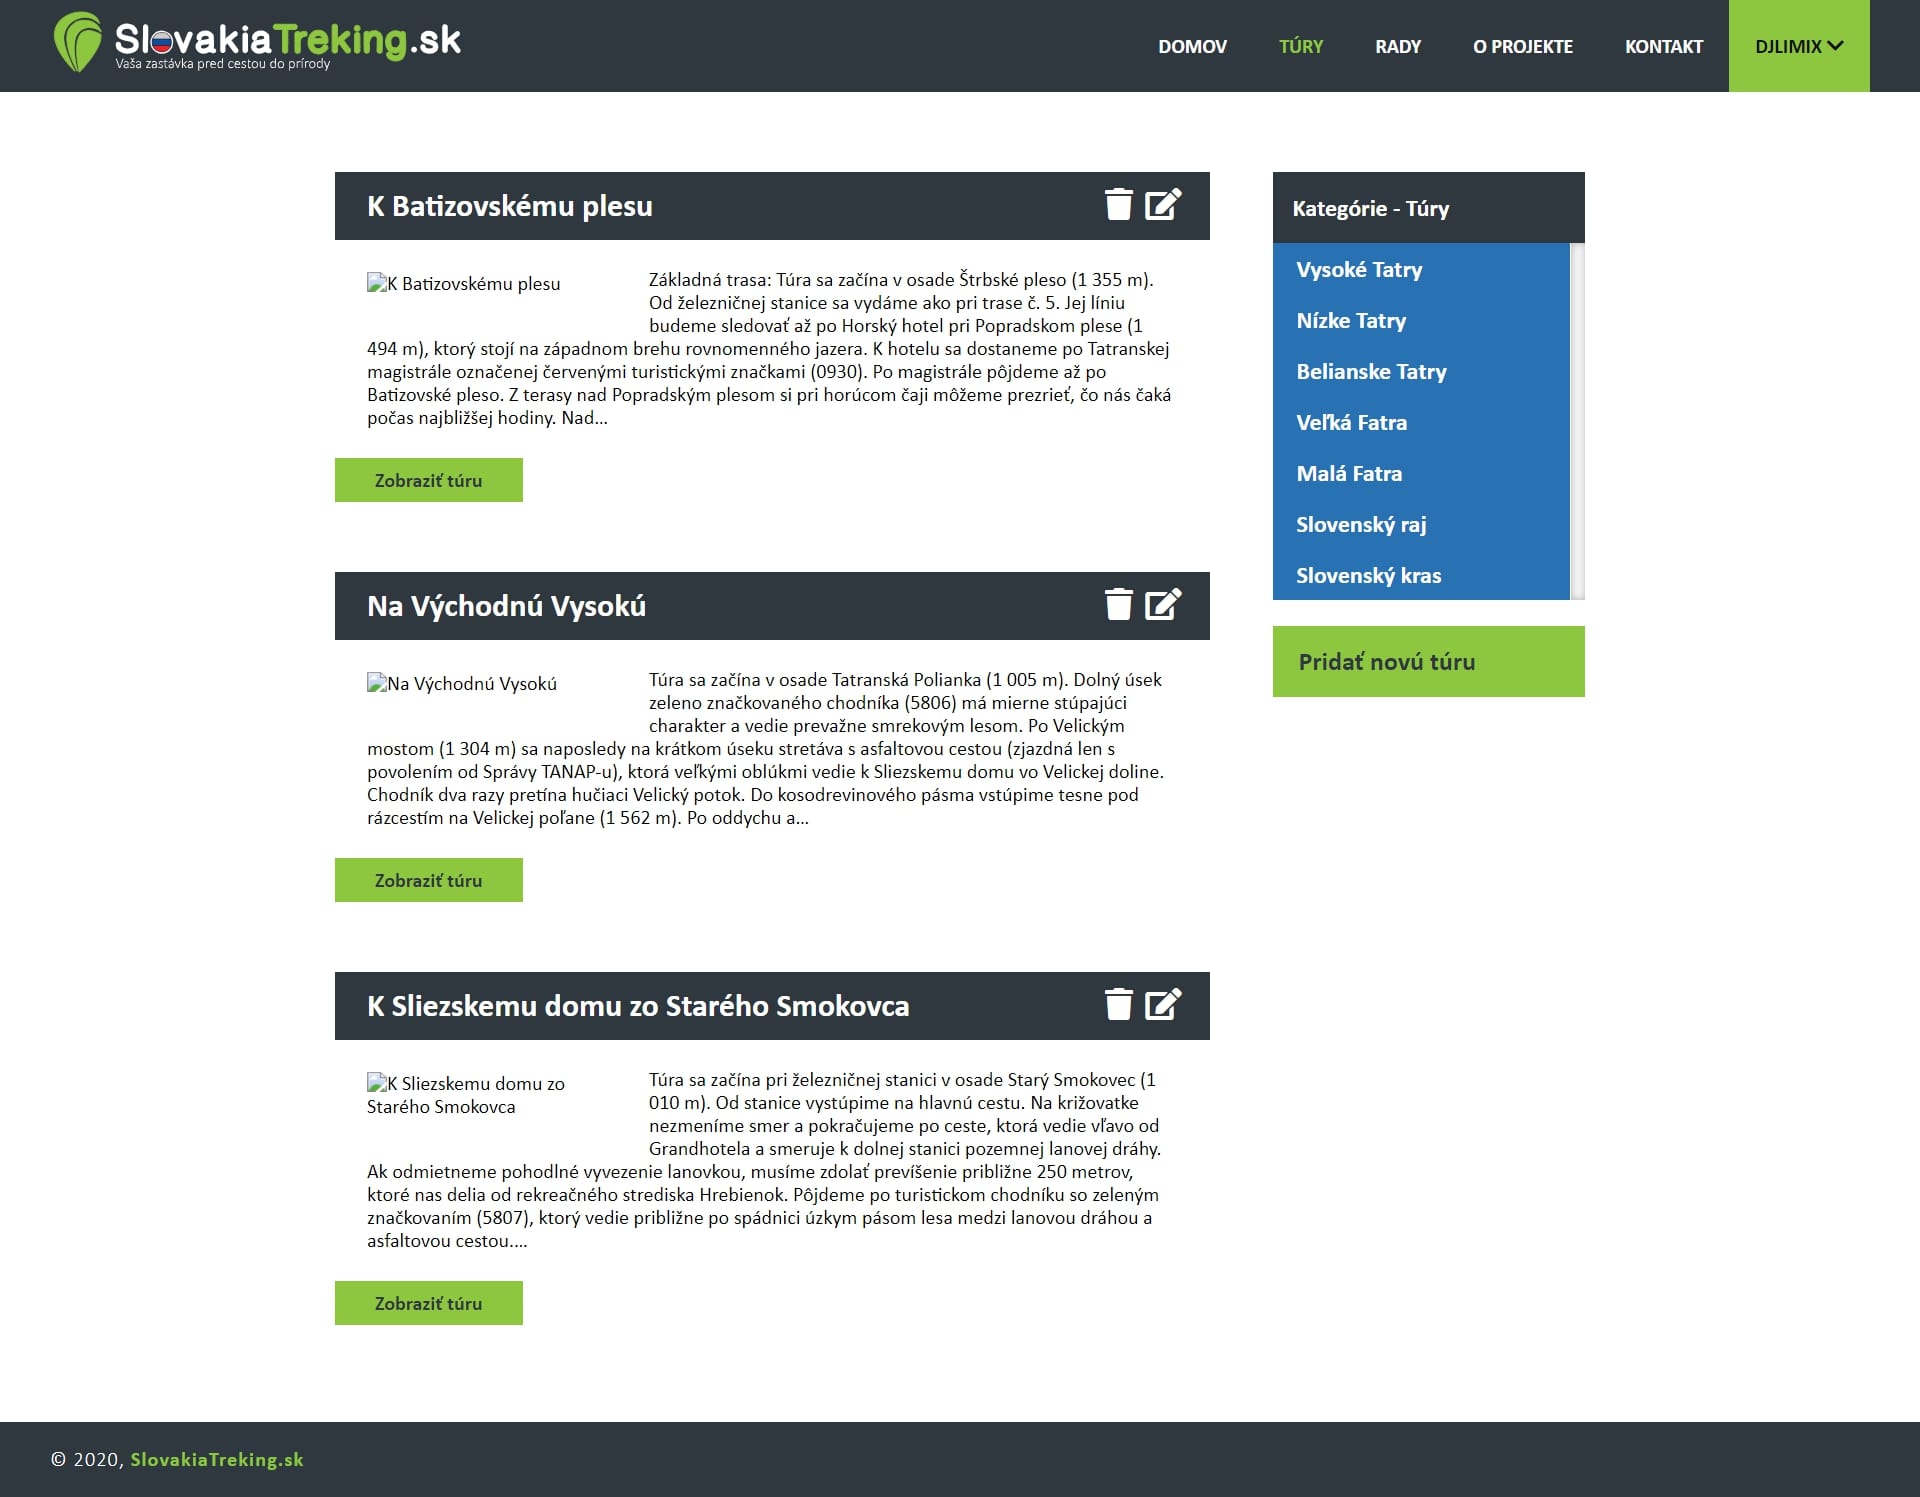 SlovakiaTreking.sk
Vaša zastávka pred cestou do prírody
DOMOV
TÚRY
RADY
O PROJEKTE
KONTAKT
DJLIMIX
K Batizovskému plesu
K Batizovskému plesu
Základná trasa: Túra sa začína v osade Štrbské pleso (1 355 m).
Od železničnej stanice sa vydáme ako pri trase č. 5. Jej líniu
budeme sledovať až po Horský hotel pri Popradskom plese (1
494 m), ktorý stojí na západnom brehu rovnomenného jazera. K hotelu sa dostaneme po Tatranskej
magistrále označenej červenými turistickými značkami (0930). Po magistrále pôjdeme až po
Batizovské pleso. Z terasy nad Popradským plesom si pri horúcom čaji môžeme prezrieť, čo nás čaká
počas najbližšej hodiny. Nad...
Zobraziť túru
Na Východnú Vysokú
Na Východnú Vysokú
Túra sa začína v osade Tatranská Polianka (1 005 m). Dolný úsek
zeleno značkovaného chodníka (5806) má mierne stúpajúci
charakter a vedie prevažne smrekovým lesom. Po Velickým
mostom (1 304 m) sa naposledy na krátkom úseku stretáva s asfaltovou cestou (zjazdná len s
povolením od Správy TANAP-u), ktorá veľkými oblúkmi vedie k Sliezskemu domu vo Velickej doline.
Chodník dva razy pretína hučiaci Velický potok. Do kosodrevinového pásma vstúpime tesne pod
rázcestím na Velickej poľane (1 562 m). Po oddychu a...
Zobraziť túru
K Sliezskemu domu zo Starého Smokovca
K Sliezskemu domu zo
Starého Smokovca
Túra sa začína pri železničnej stanici v osade Starý Smokovec (1
010 m). Od stanice vystúpime na hlavnú cestu. Na križovatke
nezmeníme smer a pokračujeme po ceste, ktorá vedie vľavo od
Grandhotela a smeruje k dolnej stanici pozemnej lanovej dráhy.
Ak odmietneme pohodlné vyvezenie lanovkou, musíme zdolať prevíšenie približne 250 metrov,
ktoré nas delia od rekreačného strediska Hrebienok. Pôjdeme po turistickom chodníku so zeleným
značkovaním (5807), ktorý vedie približne po spádnici úzkym pásom lesa medzi lanovou dráhou a
asfaltovou cestou....
Zobraziť túru
Kategórie - Túry
Vysoké Tatry
Nízke Tatry
Belianske Tatry
Veľká Fatra
Malá Fatra
Slovenský raj
Slovenský kras
Pridať novú túru
© 2020, SlovakiaTreking.sk